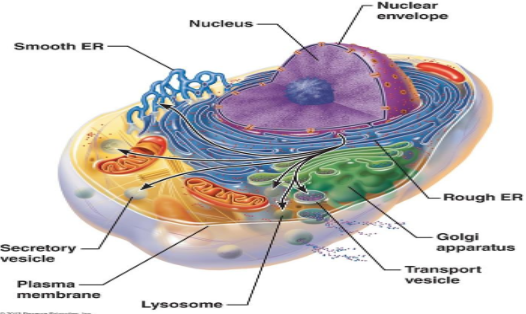 Nucleus
Nuclear
envelope
Smooth ER
Rough ER
Golgi
apparatus
Secretory
vesicle
Transport
vesicle
Plasma
membrane
Lysosome